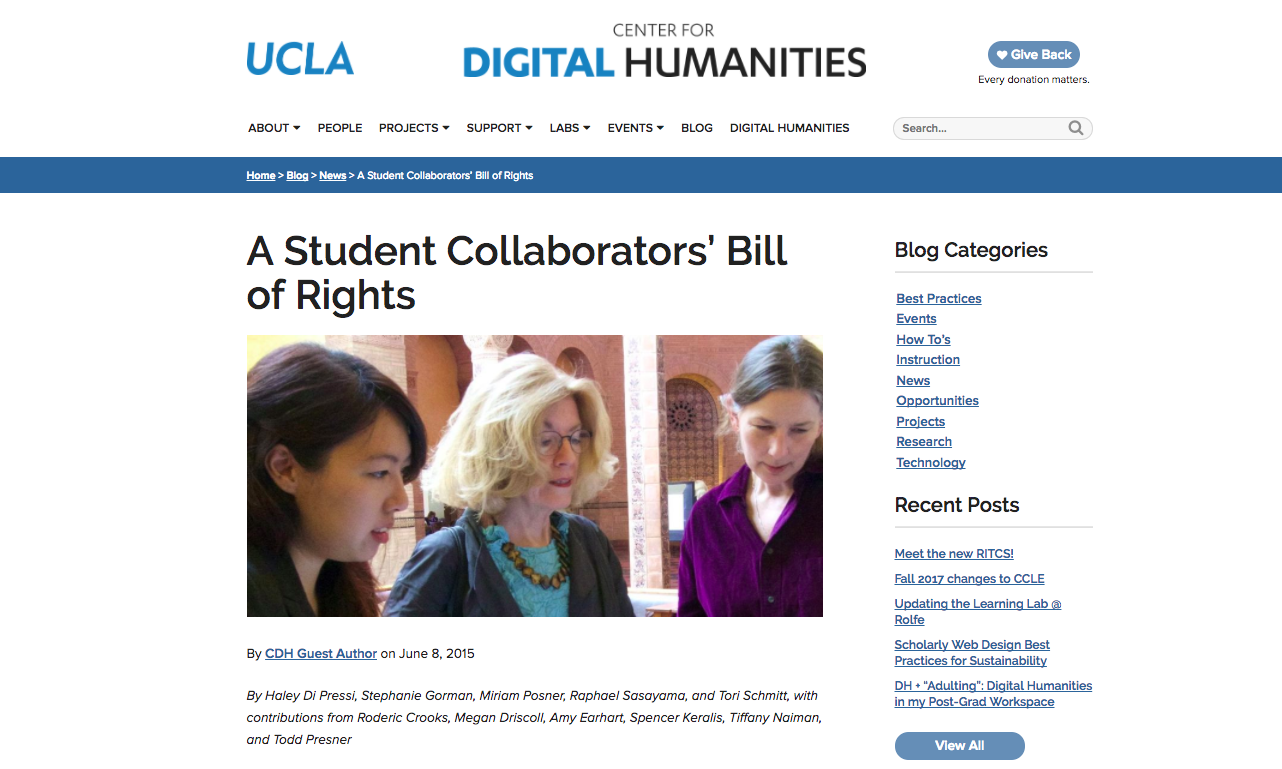 UCLA
CENTER FOR
DIGITAL HUMANITIES
Give Back
Every donation matters.
ABOUT PEOPLE PROJECTS SUPPORT LABS EVENTS BLOG DIGITAL HUMANITIES
Search...
Home > Blog > News > A Student Collaborators’ Bill of Rights
A Student Collaborators’ Bill
of Rights
By CDH Guest Author on June 8, 2015
By Haley Di Pressi, Stephanie Gorman, Miriam Posner, Raphael Sasayama, and Tori Schmitt, with
contributions from Roderic Crooks, Megan Driscoll, Amy Earhart, Spencer Keralis, Tiffany Naiman,
and Todd Presner
Blog Categories
Best Practices
Events
How To’s
Instruction
News
Opportunities
Projects
Research
Technology
Recent Posts
Meet the new RITCS!
Fall 2017 changes to CCLE
Updating the Learning Lab @
Rolfe
Scholarly Web Design Best
Practices for Sustainability
DH + “Adulting”: Digital Humanities
in my Post-Grad Workspace
View All